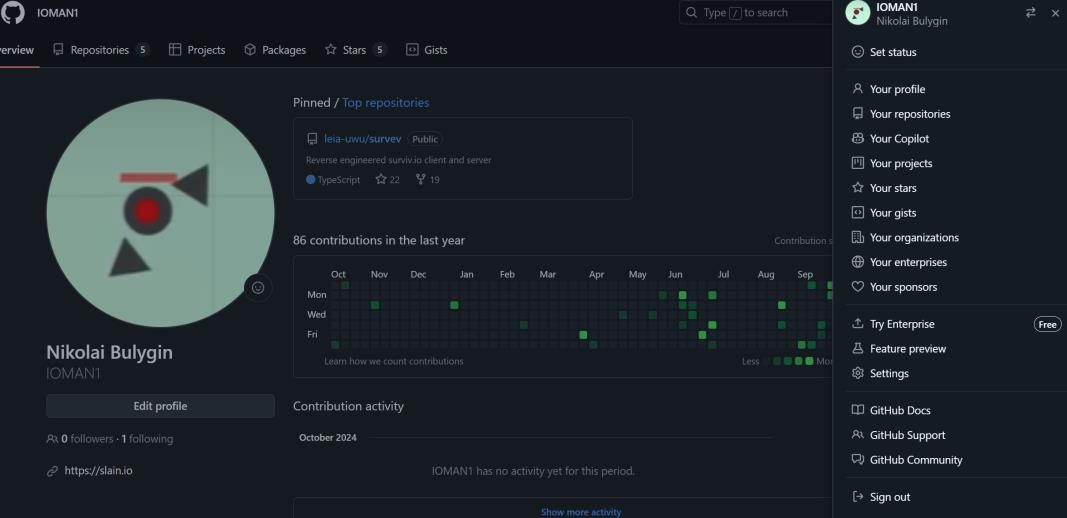 IOMAN1
Type / to search
erview
Repositories 5
Projects
Packages
Stars 5
Gists
Pinned / Top repositories
leia-uwu/survev Public
Reverse engineered surviv.io client and server
TypeScript 22 19
86 contributions in the last year
Contribution s
Oct Nov Dec Jan Feb Mar Apr May Jun Jul Aug Sep
Mon
Wed
Fri
Learn how we count contributions
Less Mor
Nikolai Bulygin
IOMAN1
Edit profile
0 followers · 1 following
https://slain.io
Contribution activity
October 2024
IOMAN1 has no activity yet for this period.
Show more activity
IOMAN1
Nikolai Bulygin
Set status
Your profile
Your repositories
Your Copilot
Your projects
Your stars
Your gists
Your organizations
Your enterprises
Your sponsors
Try Enterprise Free
Feature preview
Settings
GitHub Docs
GitHub Support
GitHub Community
Sign out